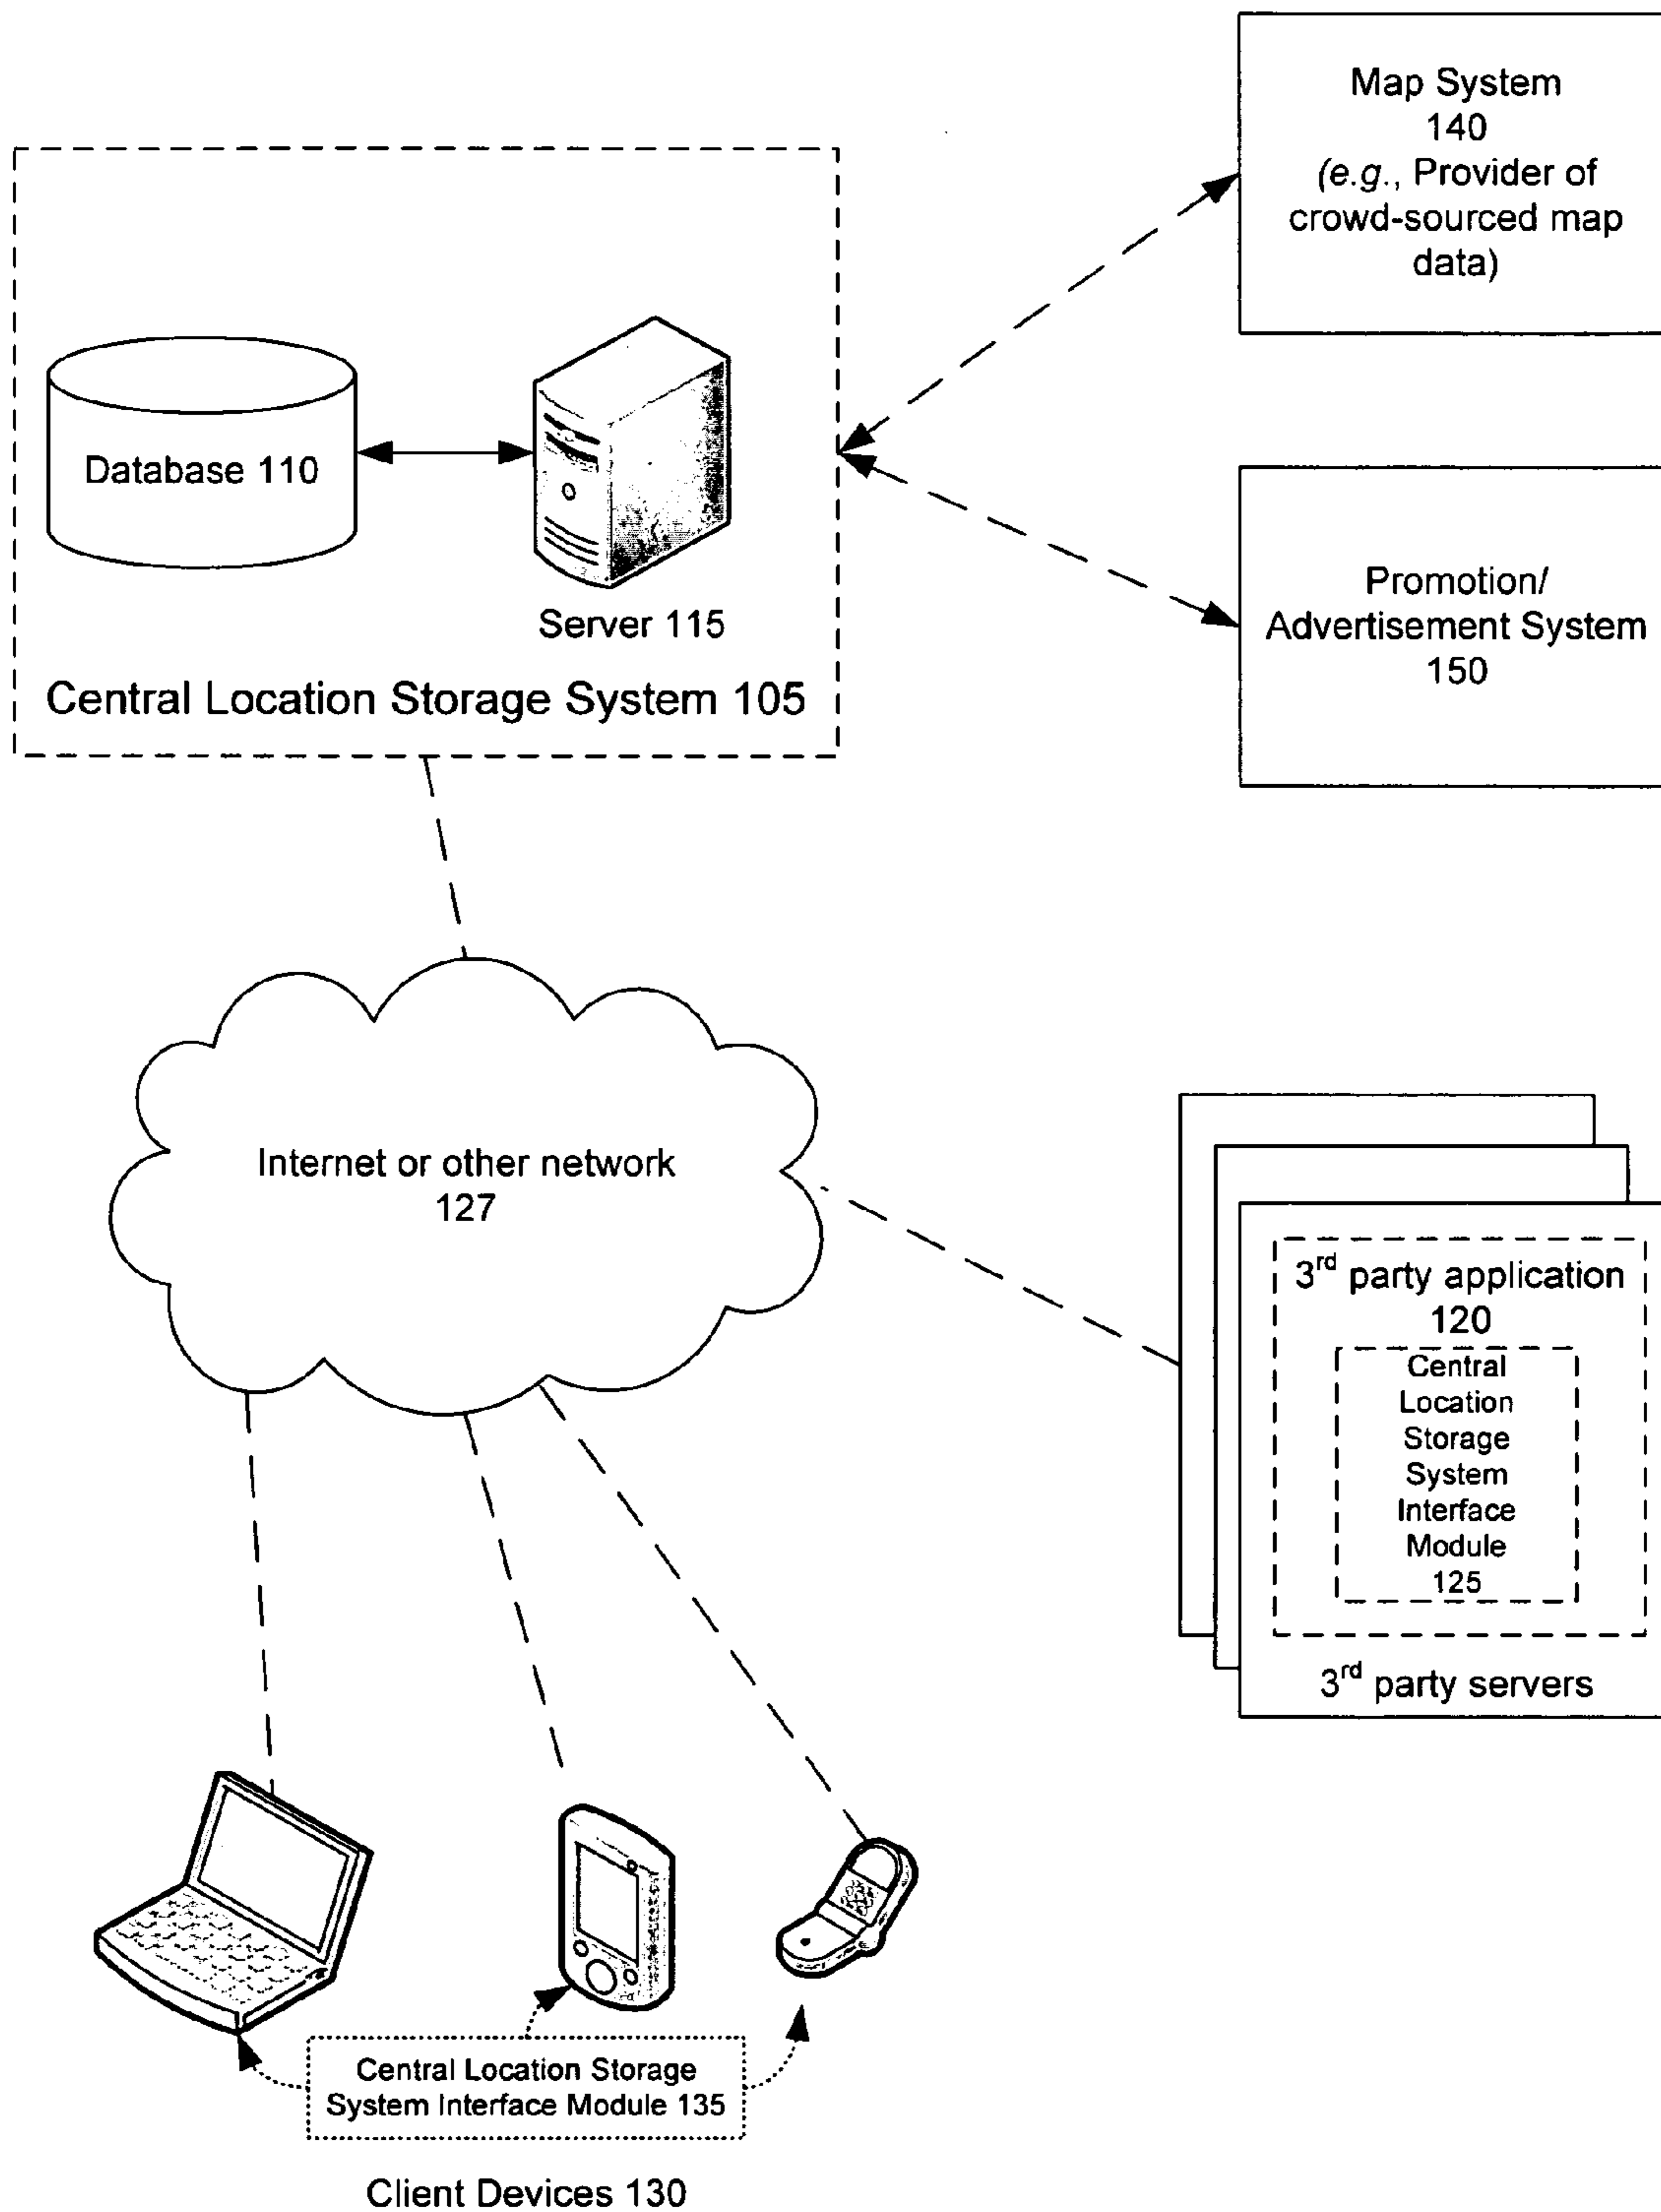 Map System
140
(e.g., Provider of
crowd-sourced map
data)
Database 110
Server 115
Central Location Storage System 105
Promotion/
Advertisement System
150
Internet or other network
127
3rd party application
120
Central
Location
Storage
System
Interface
Module
125
3rd party servers
Central Location Storage
System Interface Module 135
Client Devices 130